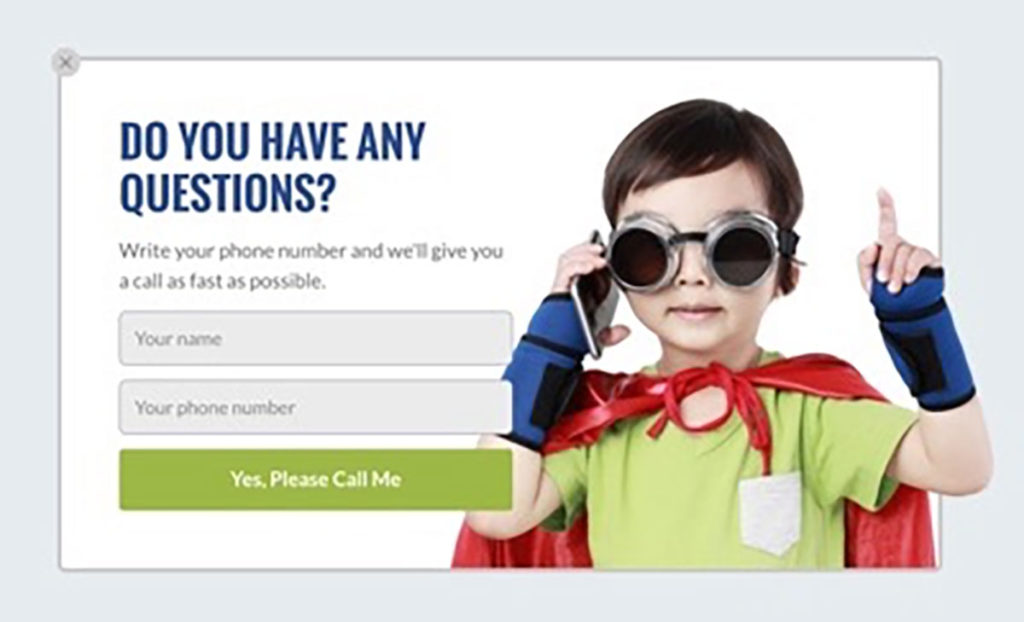 DO YOU HAVE ANY
QUESTIONS?
Write your phone number and we'll give you
a call as fast as possible.
Your name
Your phone number
Yes, Please Call Me